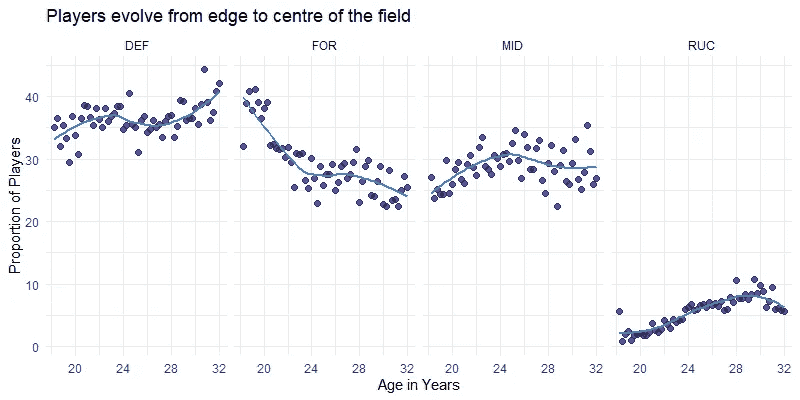 Players evolve from edge to centre of the field
DEF FOR MID RUC
Proportion of Players
40
30
20
10
0
20 24 28 32 20 24 28 32 20 24 28 32 20 24 28 32
Age in Years